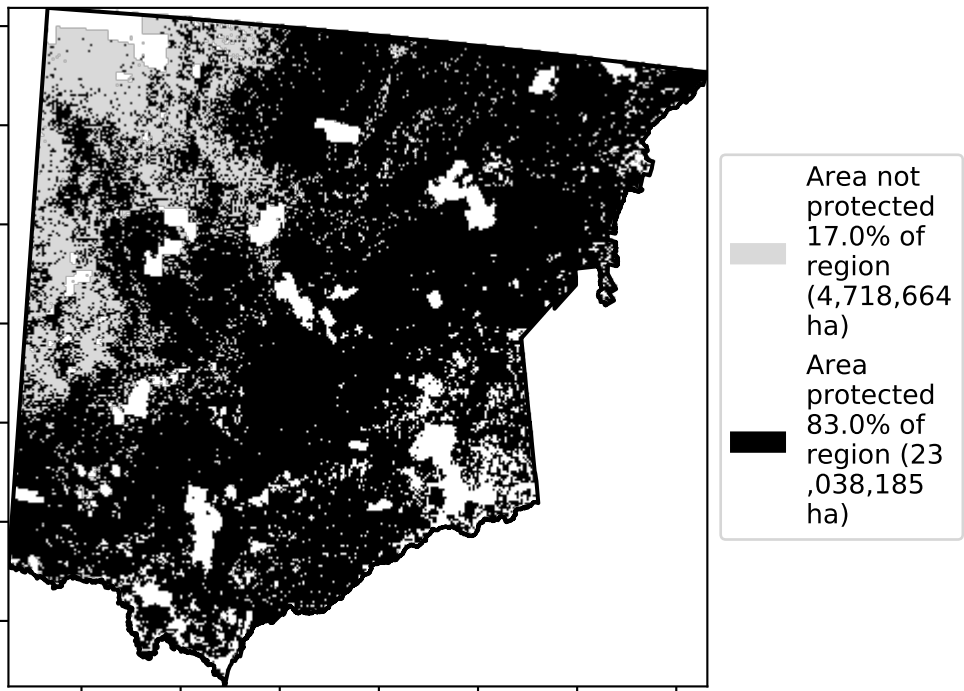 Area not
protected
17.0% of
region
(4,718,664
ha)
Area
protected
83.0% of
region (23
,038,185
ha)